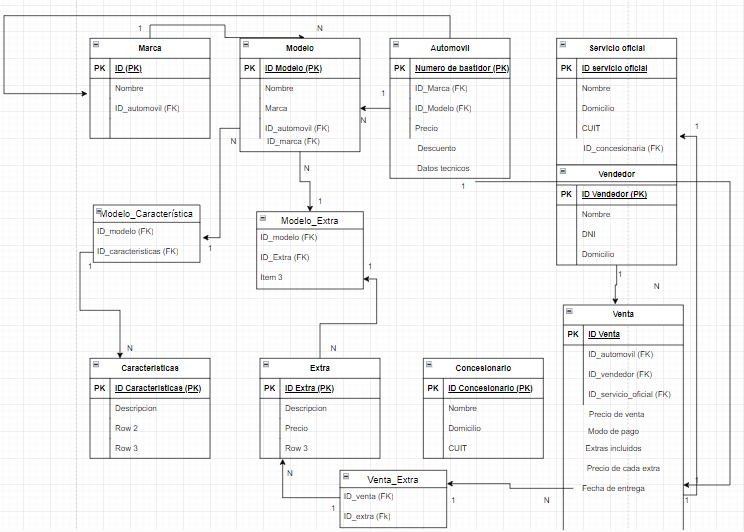 1
N
Marca
PK
ID (PK)
Nombre
ID_automovil (FK)
Modelo
PK
ID Modelo (PK)
Nombre
Marca
ID_automovil (FK)
ID_marca (FK)
Automovil
PK
Numero de bastidor (PK)
ID_Marca (FK)
ID_Modelo (FK)
Precio
Descuento
Datos tecnicos
1
N
1
Servicio oficial
PK
ID servicio oficial
Nombre
Domicilio
CUIT
ID_concesionaria (FK)
1
Vendedor
PK
ID Vendedor (PK)
Nombre
DNI
Domicilio
1
N
N
N
1
Modelo_Característica
ID_modelo (FK)
ID_caracteristicas (FK)
1
1
Modelo_Extra
ID_modelo (FK)
ID_Extra (FK)
Item 3
1
N
N
Caracteristicas
PK
ID Caracteristicas (PK)
Descripcion
Row 2
Row 3
Extra
PK
ID Extra (PK)
Descripcion
Precio
Row 3
Concesionario
PK
ID Concesionario (PK)
Nombre
Domicilio
CUIT
Venta
PK
ID Venta
ID_automovil (FK)
ID_vendedor (FK)
ID_servicio_oficial (FK)
Precio de venta
Modo de pago
Extras incluidos
Precio de cada extra
Fecha de entrega
1
1
N
N
1
1
Venta_Extra
ID_venta (FK)
ID_extra (Fk)